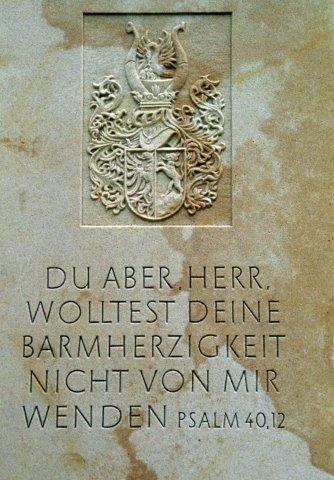 DU ABER, HERR,
WOLLTEST DEINE
BARMHERZIGKEIT
NICHT VON MIR
WENDEN PSALM 40,12